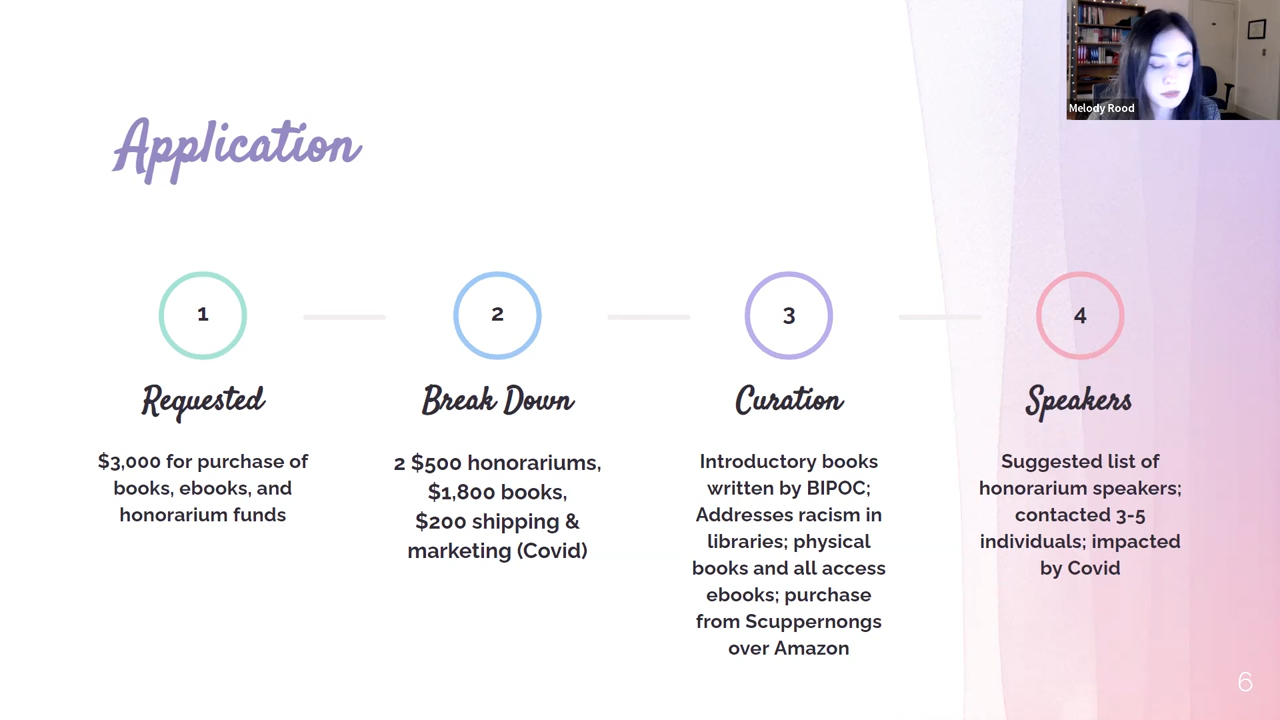 Melody Rood
Application
1
2
3
4
Requested
Break Down
Curation
Speakers
$3,000 for purchase of
books, ebooks, and
honorarium funds
2 $500 honorariums,
$1,800 books,
$200 shipping &
marketing (Covid)
Introductory books
written by BIPOC;
Addresses racism in
libraries; physical
books and all access
ebooks; purchase
from Scuppernongs
over Amazon
Suggested list of
honorarium speakers;
contacted 3-5
individuals; impacted
by Covid
6